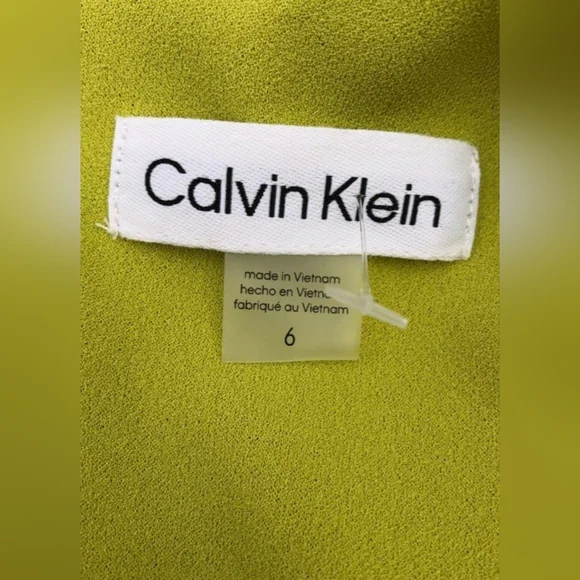 Calvin Klein
made in Vietnam
hecho en Vietnam
fabriqué au Vietnam
6